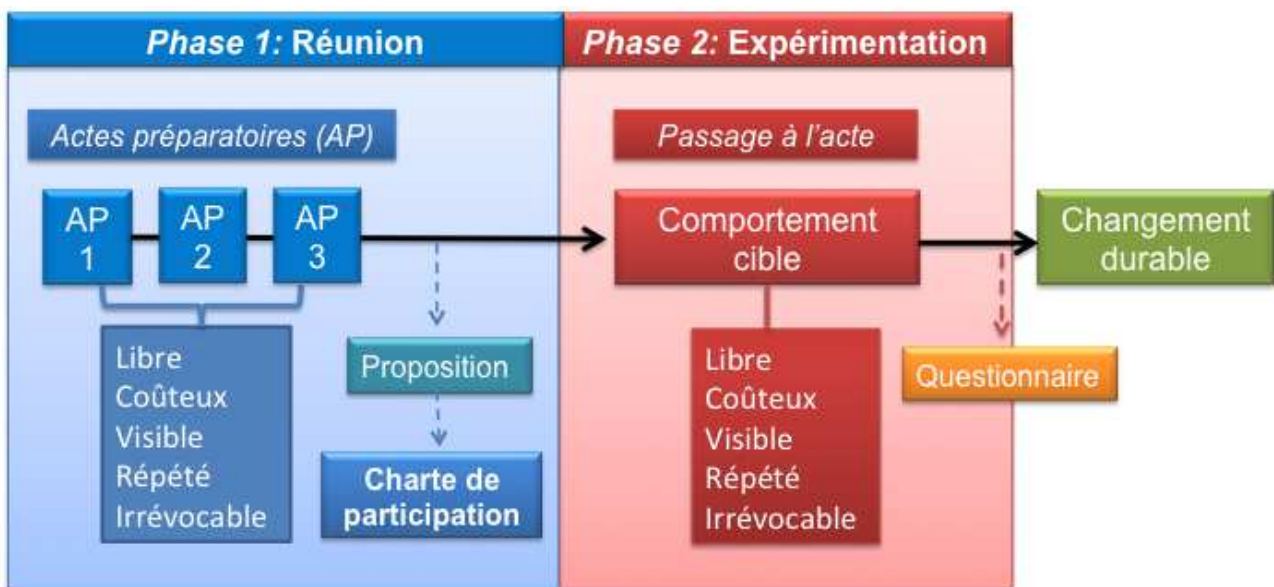 Phase 1: Réunion
Phase 2: Expérimentation
Actes préparatoires (AP)
Passage à l'acte
AP
1
AP
2
AP
3
Comportement
cible
Changement
durable
Libre
Coûteux
Visible
Répété
Irrévocable
Proposition
Charte de
participation
Libre
Coûteux
Visible
Répété
Irrévocable
Questionnaire